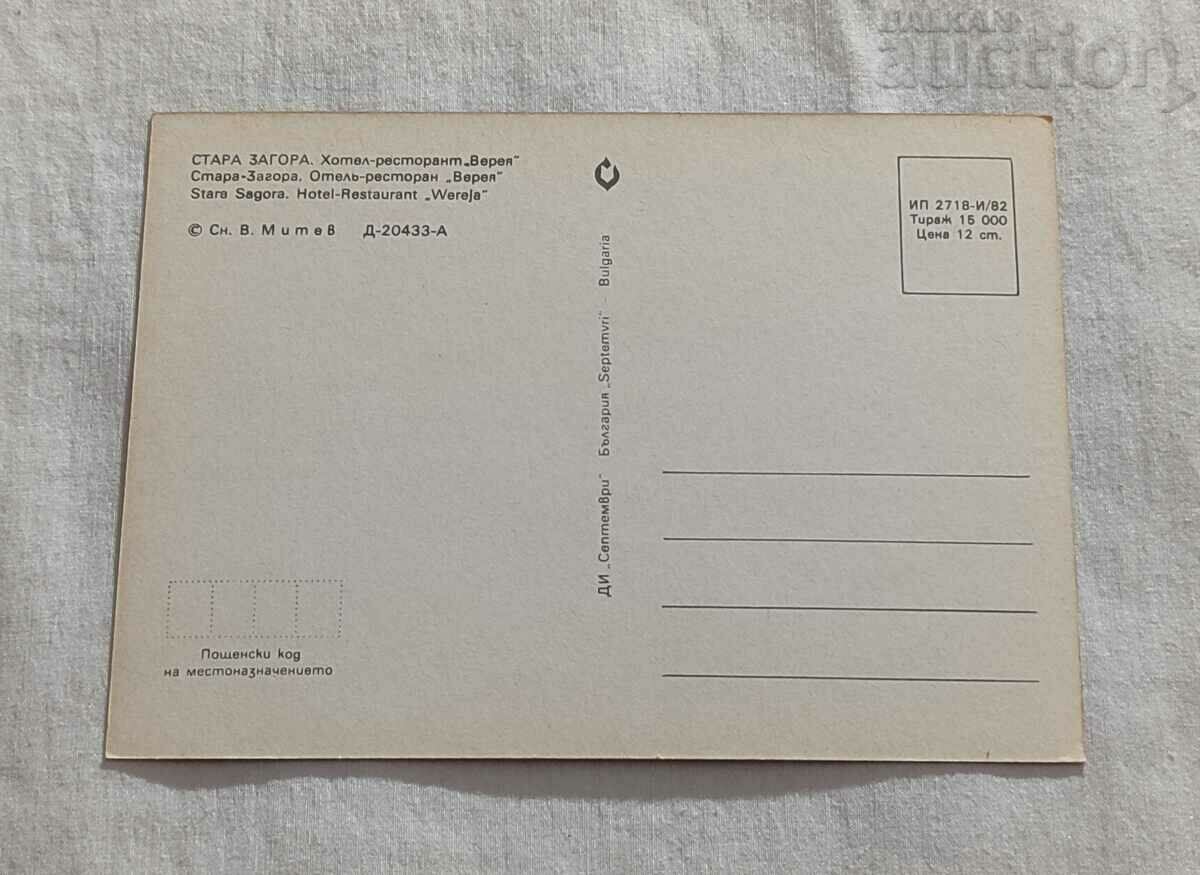 СТАРА ЗАГОРА. Хотел-ресторант „Верея“
Стара-Загора. Отель-ресторан „Верея“
Stara Sagora. Hotel-Restaurant „Wereja“
© Сн. В. Митев Д-20433-А
ИП 2718-И/82
Тираж 15 000
Цена 12 ст.
ДИ „Септември“ България „Septemvri“ - Bulgaria
Пощенски код
на местоназначението
BALKAN
auction